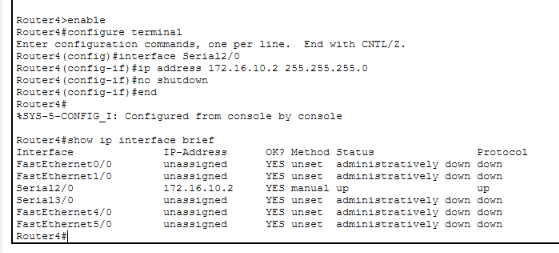 Router4>enable
Router4#configure terminal
Enter configuration commands, one per line.  End with CNTL/Z.
Router4(config)#interface Serial2/0
Router4(config-if)#ip address 172.16.10.2 255.255.255.0
Router4(config-if)#no shutdown
Router4(config-if)#end
Router4#
%SYS-5-CONFIG_I: Configured from console by console
Router4#show ip interface brief
Interface              IP-Address      OK? Method Status                Protocol
FastEthernet0/0        unassigned      YES unset  administratively down down
FastEthernet1/0        unassigned      YES unset  administratively down down
Serial2/0              172.16.10.2     YES manual up                    up
Serial3/0              unassigned      YES unset  administratively down down
FastEthernet4/0        unassigned      YES unset  administratively down down
FastEthernet5/0        unassigned      YES unset  administratively down down
Router4#